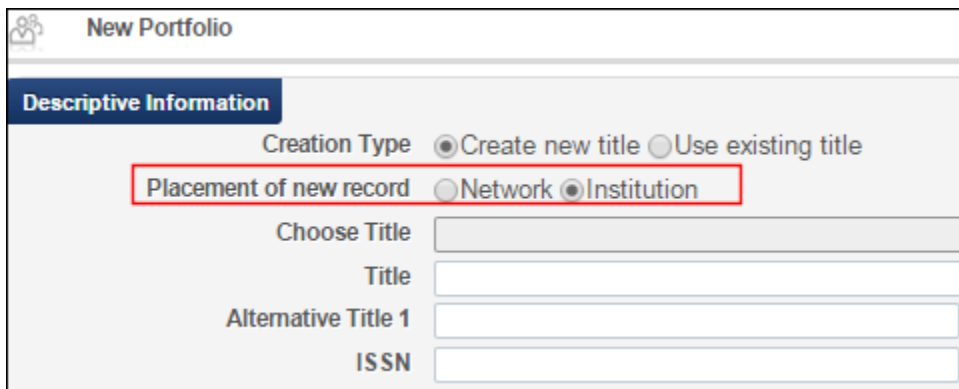 New Portfolio
Descriptive Information
Creation Type Create new title Use existing title
Placement of new record Network Institution
Choose Title
Title
Alternative Title 1
ISSN